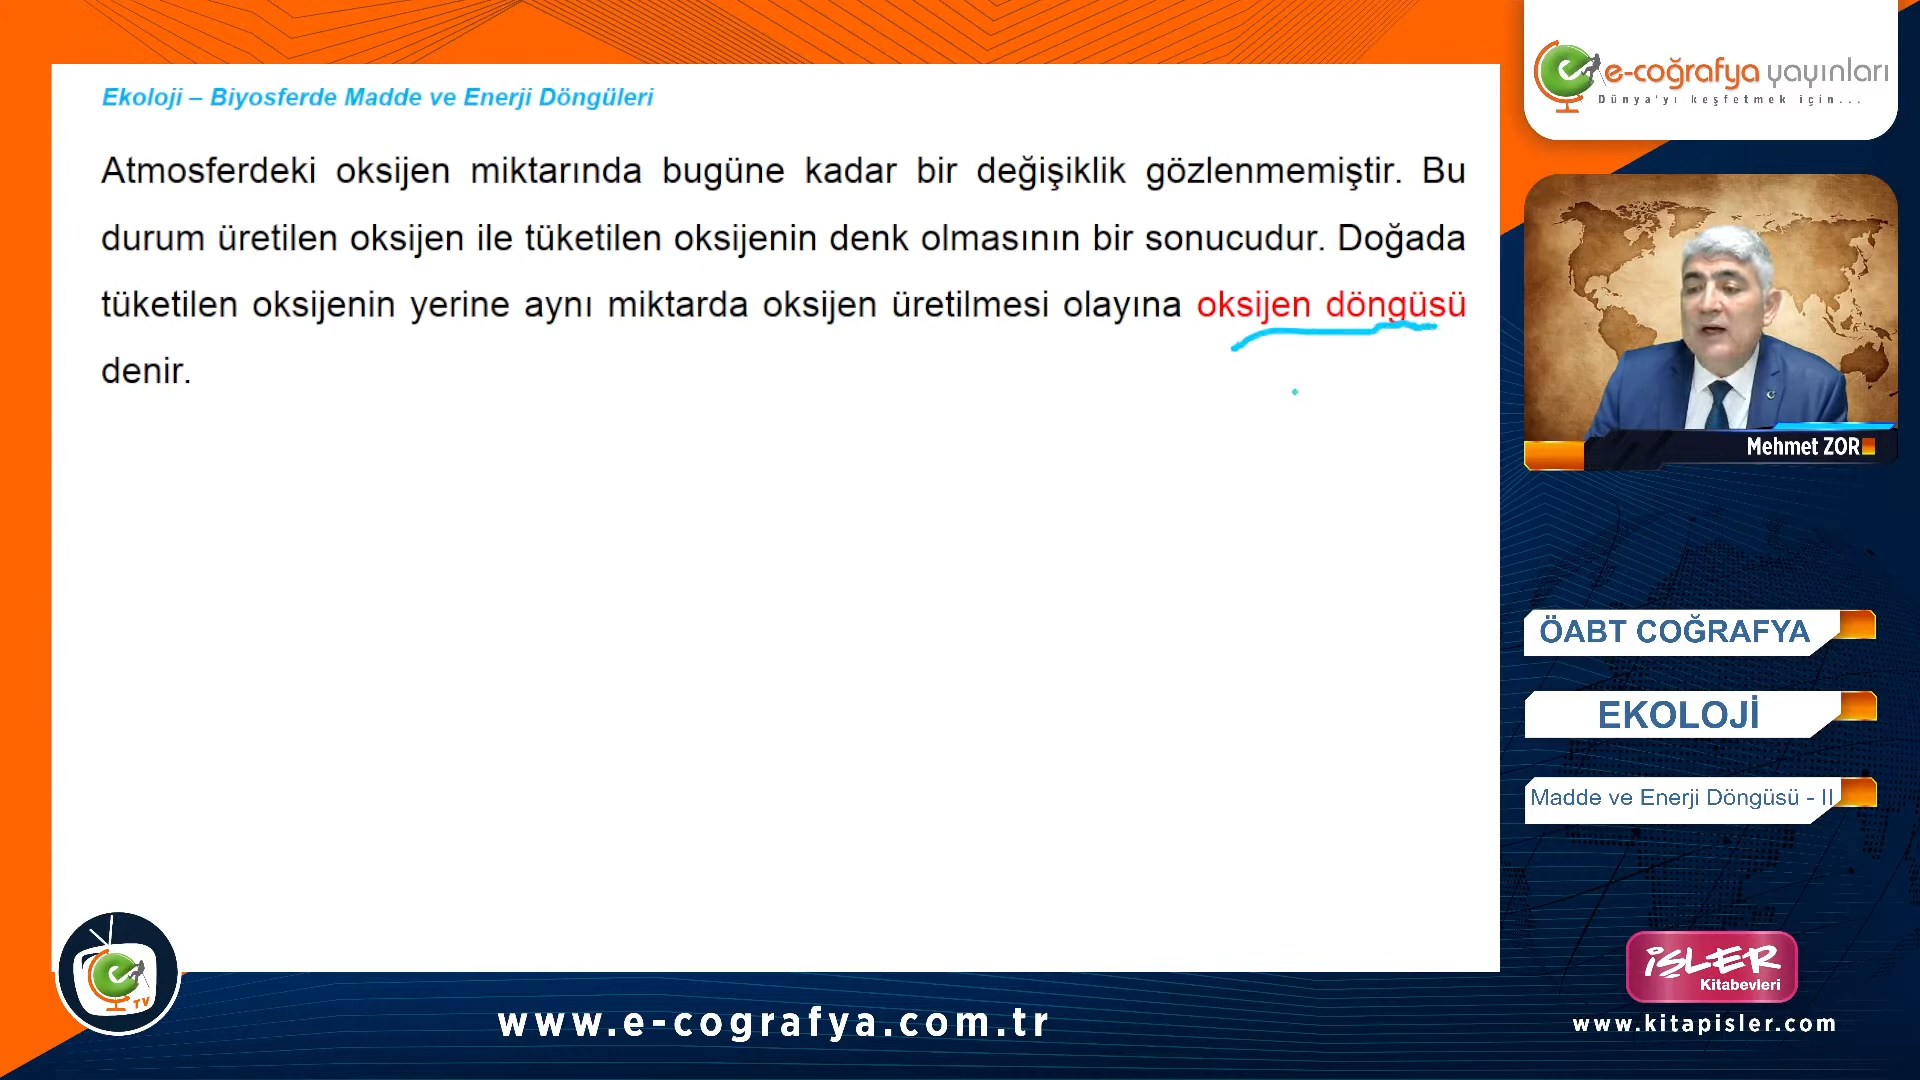 Ekoloji – Biyosferde Madde ve Enerji Döngüleri
Atmosferdeki oksijen miktarında bugüne kadar bir değişiklik gözlenmemiştir. Bu
durum üretilen oksijen ile tüketilen oksijenin denk olmasının bir sonucudur. Doğada
tüketilen oksijenin yerine aynı miktarda oksijen üretilmesi olayına oksijen döngüsü
denir.
e-coğrafya yayınları
Dünya'yı keşfetmek için...
Mehmet ZOR
ÖABT COĞRAFYA
EKOLOJİ
Madde ve Enerji Döngüsü - II
İŞLER
Kitabevleri
www.kitapisler.com
e TV
www.e-cografya.com.tr